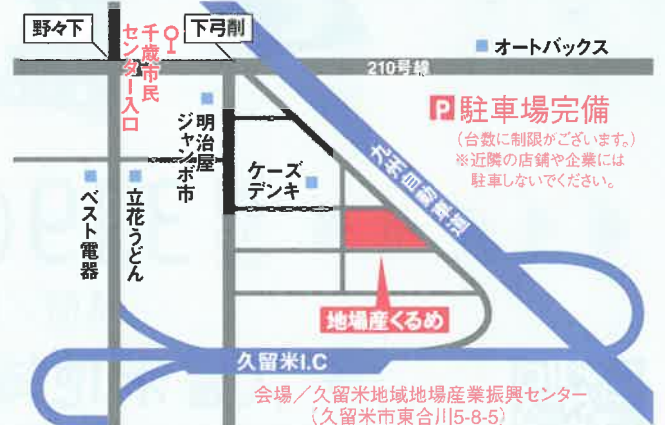 野々下
下弓削
千歳市民
センター入口
オートバックス
210号線
P駐車場完備
(台数に制限がございます。)
※近隣の店舗や企業には
駐車しないでください。
明治屋
ジャンボ市
九州自動車道
ケーズ
デンキ
ベスト電器
立花うどん
地場産くるめ
久留米I.C
会場／久留米地域地場産業振興センター
(久留米市東合川5-8-5)